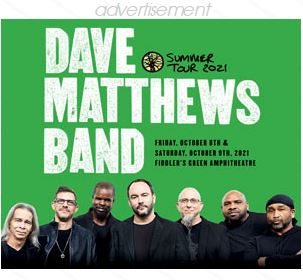 advertisement
DAVE
SUMMER
TOUR 2021
MATTHEWS
BAND
FRIDAY, OCTOBER 8TH &
SATURDAY, OCTOBER 9TH, 2021
FIDDLER'S GREEN AMPHITHEATRE